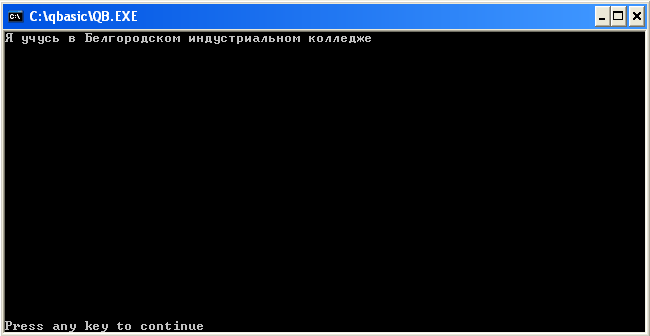 C:\qbasic\QB.EXE
Я учусь в Белгородском индустриальном колледже
Press any key to continue